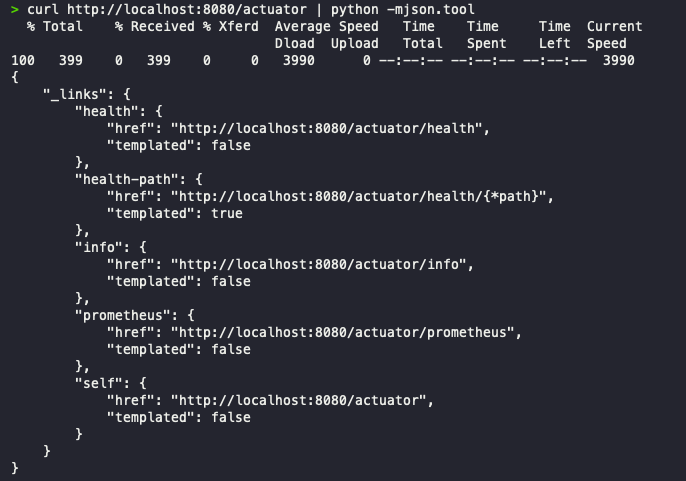 > curl http://localhost:8080/actuator | python -mjson.tool
  % Total    % Received % Xferd  Average Speed   Time    Time     Time  Current
                                 Dload  Upload   Total   Spent    Left  Speed
100   399    0   399    0     0   3990      0 --:--:-- --:--:-- --:--:--  3990
{
    "_links": {
        "health": {
            "href": "http://localhost:8080/actuator/health",
            "templated": false
        },
        "health-path": {
            "href": "http://localhost:8080/actuator/health/{*path}",
            "templated": true
        },
        "info": {
            "href": "http://localhost:8080/actuator/info",
            "templated": false
        },
        "prometheus": {
            "href": "http://localhost:8080/actuator/prometheus",
            "templated": false
        },
        "self": {
            "href": "http://localhost:8080/actuator",
            "templated": false
        }
    }
}